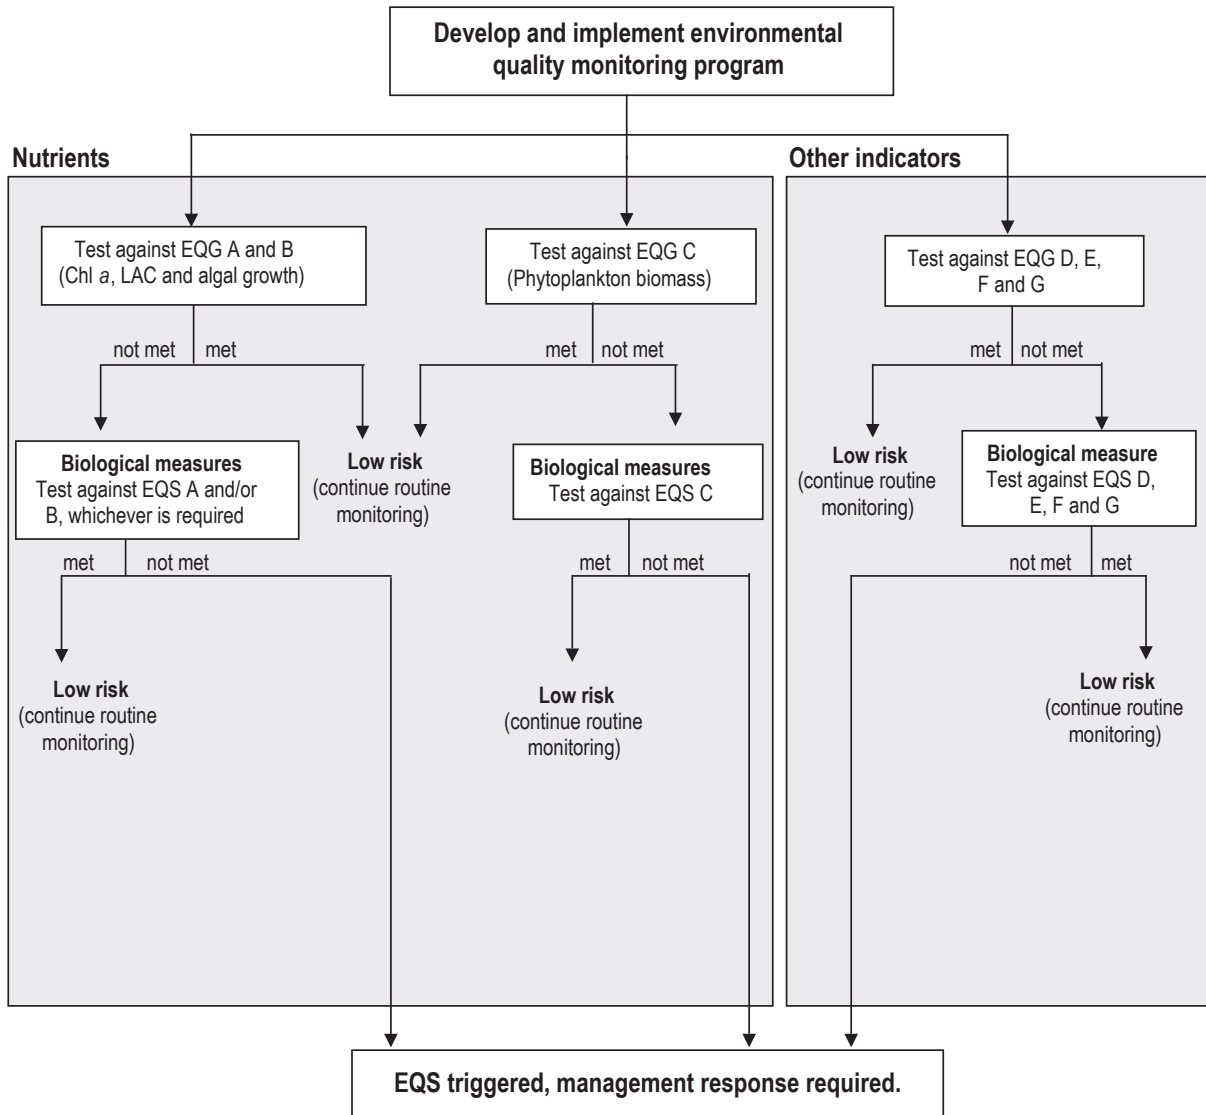 Develop and implement environmental
quality monitoring program
Nutrients
Other indicators
Test against EQG A and B
(Chl a, LAC and algal growth)
Test against EQG C
(Phytoplankton biomass)
Test against EQG D, E,
F and G
not met
met
met
not met
met
not met
Biological measures
Test against EQS A and/or
B, whichever is required
Low risk
(continue routine
monitoring)
Biological measures
Test against EQS C
Low risk
(continue routine
monitoring)
Biological measure
Test against EQS D,
E, F and G
met
not met
met
not met
not met
met
Low risk
(continue routine
monitoring)
Low risk
(continue routine
monitoring)
Low risk
(continue routine
monitoring)
EQS triggered, management response required.